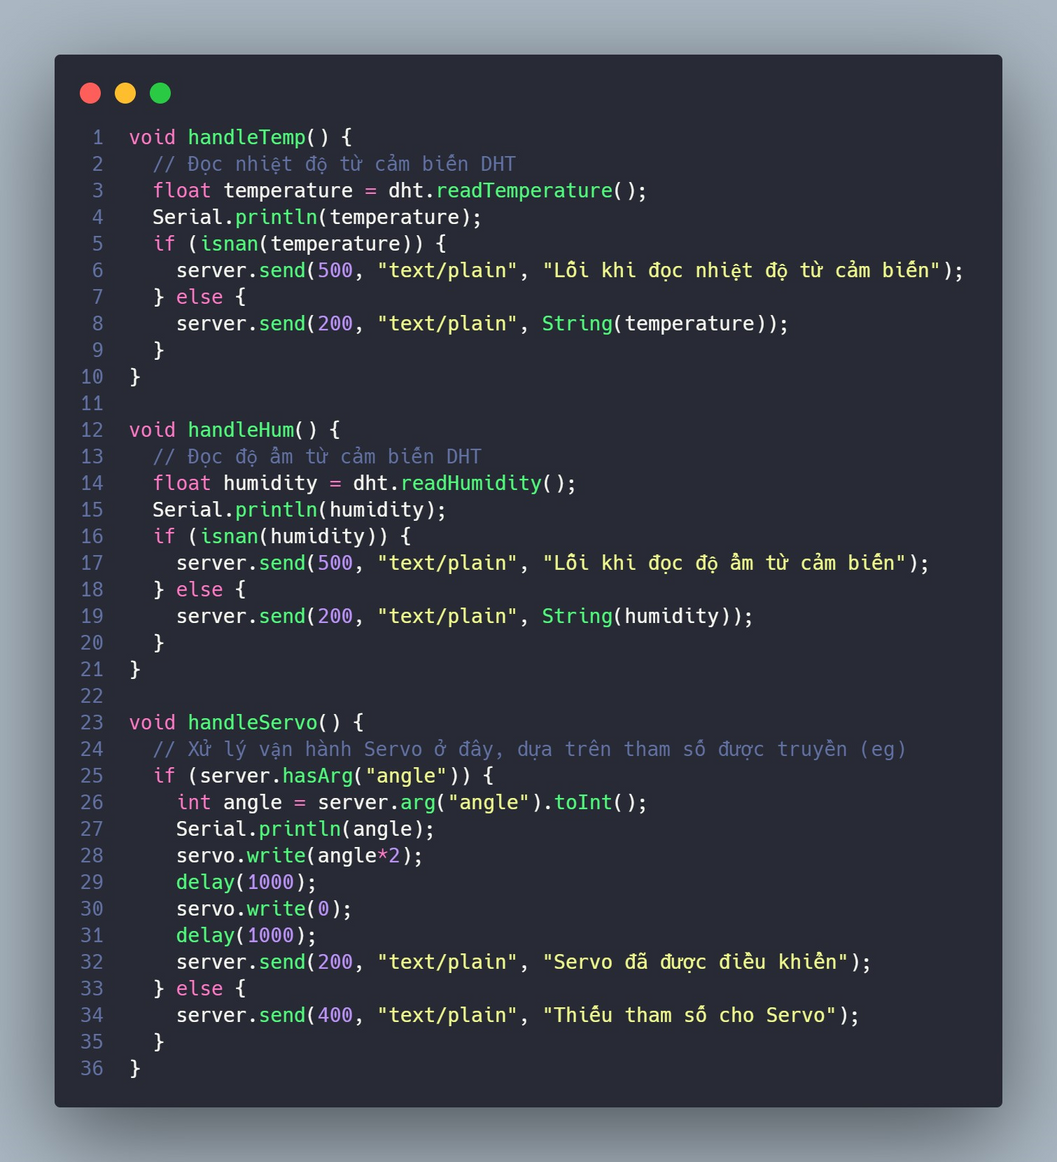 1 void handleTemp() {
2 // Đọc nhiệt độ từ cảm biến DHT
3 float temperature = dht.readTemperature();
4 Serial.println(temperature);
5 if (isnan(temperature)) {
6 server.send(500, "text/plain", "Lỗi khi đọc nhiệt độ từ cảm biến");
7 } else {
8 server.send(200, "text/plain", String(temperature));
9 }
10 }
11
12 void handleHum() {
13 // Đọc độ ẩm từ cảm biến DHT
14 float humidity = dht.readHumidity();
15 Serial.println(humidity);
16 if (isnan(humidity)) {
17 server.send(500, "text/plain", "Lỗi khi đọc độ ẩm từ cảm biến");
18 } else {
19 server.send(200, "text/plain", String(humidity));
20 }
21 }
22
23 void handleServo() {
24 // Xử lý vận hành Servo ở đây, dựa trên tham số được truyền (eg)
25 if (server.hasArg("angle")) {
26 int angle = server.arg("angle").toInt();
27 Serial.println(angle);
28 servo.write(angle*2);
29 delay(1000);
30 servo.write(0);
31 delay(1000);
32 server.send(200, "text/plain", "Servo đã được điều khiển");
33 } else {
34 server.send(400, "text/plain", "Thiếu tham số cho Servo");
35 }
36 }